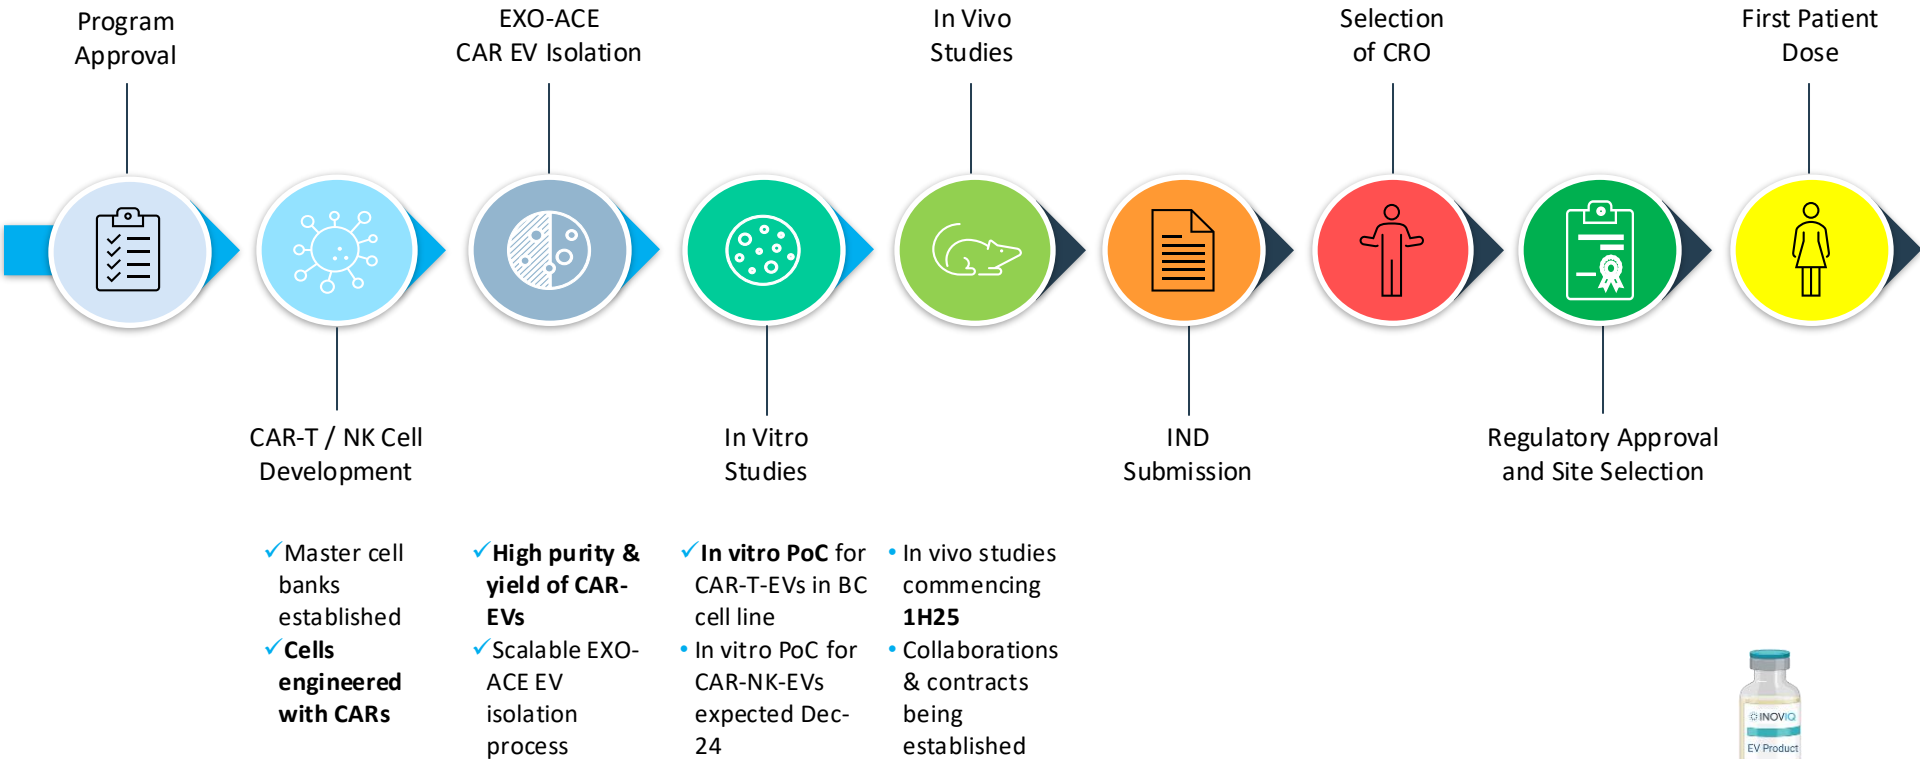 Program
Approval
EXO-ACE
CAR EV Isolation
In Vivo
Studies
Selection
of CRO
First Patient
Dose
CAR-T / NK Cell
Development
In Vitro
Studies
IND
Submission
Regulatory Approval
and Site Selection
✓Master cell
banks
established
✓Cells
engineered
with CARs
✓High purity &
yield of CAR-
EVs
✓Scalable EXO-
ACE EV
isolation
process
✓In vitro PoC for
CAR-T-EVs in BC
cell line
• In vitro PoC for
CAR-NK-EVs
expected Dec-
24
• In vivo studies
commencing
1H25
• Collaborations
& contracts
being
established
INOVIQ
EV Product